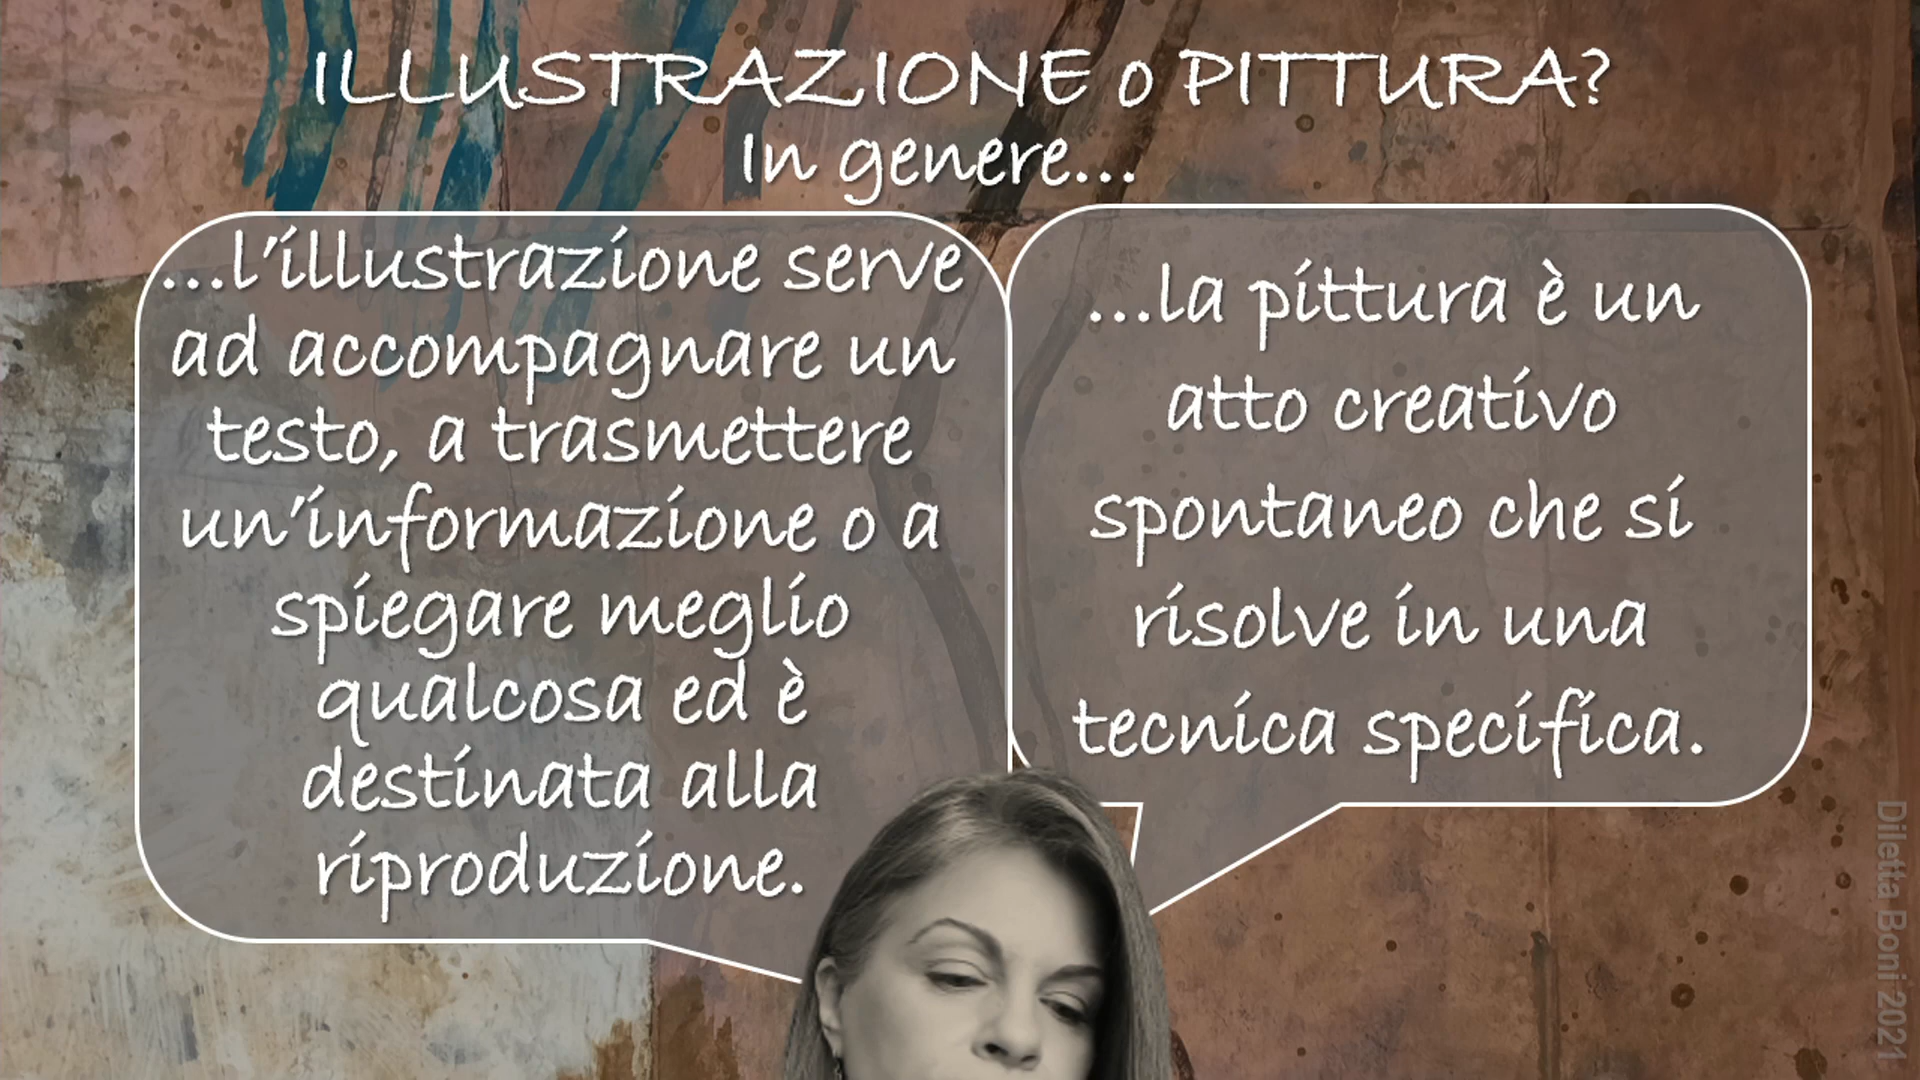 ILLUSTRAZIONE o PITTURA?
In genere...
...l'illustrazione serve
ad accompagnare un
testo, a trasmettere
un'informazione o a
spiegare meglio
qualcosa ed è
destinata alla
riproduzione.
...la pittura è un
atto creativo
spontaneo che si
risolve in una
tecnica specifica.
Diletta Boni 2021